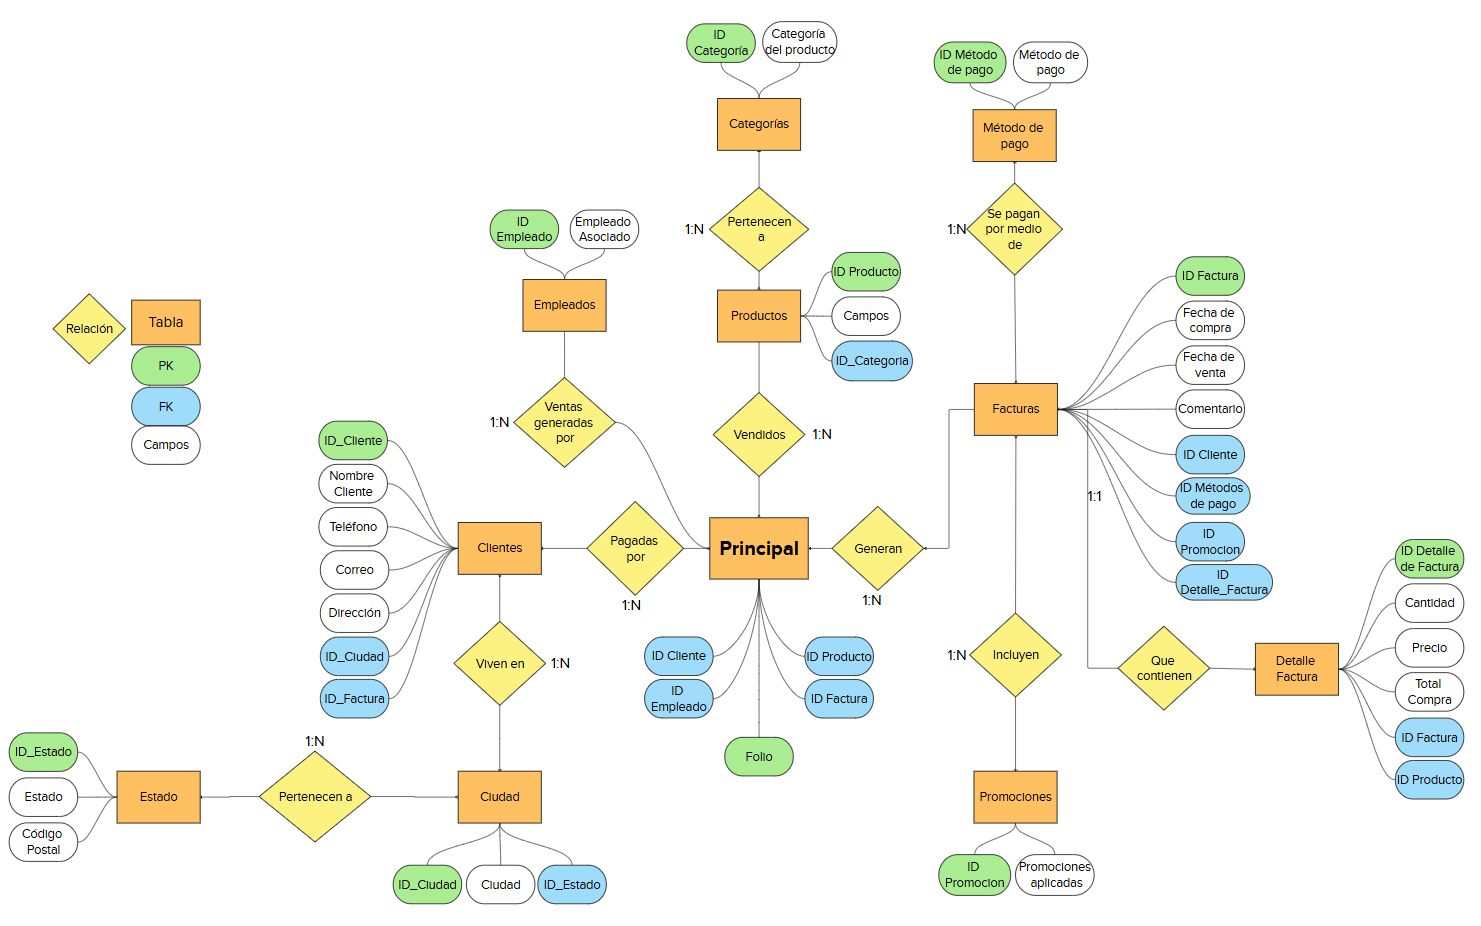 ID
Categoría
Categoría
del producto
Categorías
Pertenecen
a
1:N
ID Método
de pago
Método de
pago
Método de
pago
Se pagan
por medio
de
1:N
ID
Empleado
Empleado
Asociado
Empleados
Ventas
generadas
por
1:N
ID Producto
Productos
Campos
ID_Categoria
Vendidos
1:N
Relación
Tabla
PK
FK
Campos
ID Factura
Fecha de
compra
Fecha de
venta
Facturas
Comentario
ID Cliente
ID Métodos
de pago
1:1
ID
Promocion
ID
Detalle_Factura
ID_Cliente
Nombre
Cliente
Teléfono
Correo
Dirección
ID_Ciudad
ID_Factura
Clientes
Pagadas
por
1:N
Principal
Generan
1:N
ID Cliente
ID
Empleado
ID Producto
ID Factura
Folio
Viven en
1:N
Incluyen
1:N
Que
contienen
Detalle
Factura
ID Detalle
de Factura
Cantidad
Precio
Total
Compra
ID Factura
ID Producto
ID_Estado
Estado
Código
Postal
Estado
1:N
Pertenecen a
Ciudad
ID_Ciudad
Ciudad
ID_Estado
Promociones
ID
Promocion
Promociones
aplicadas